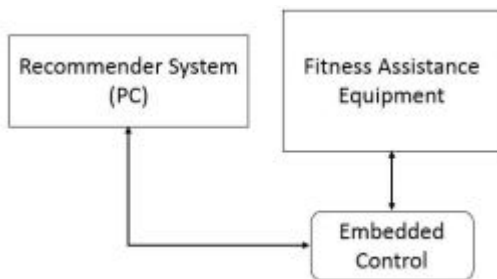 Recommender System
(PC)
Fitness Assistance
Equipment
Embedded
Control